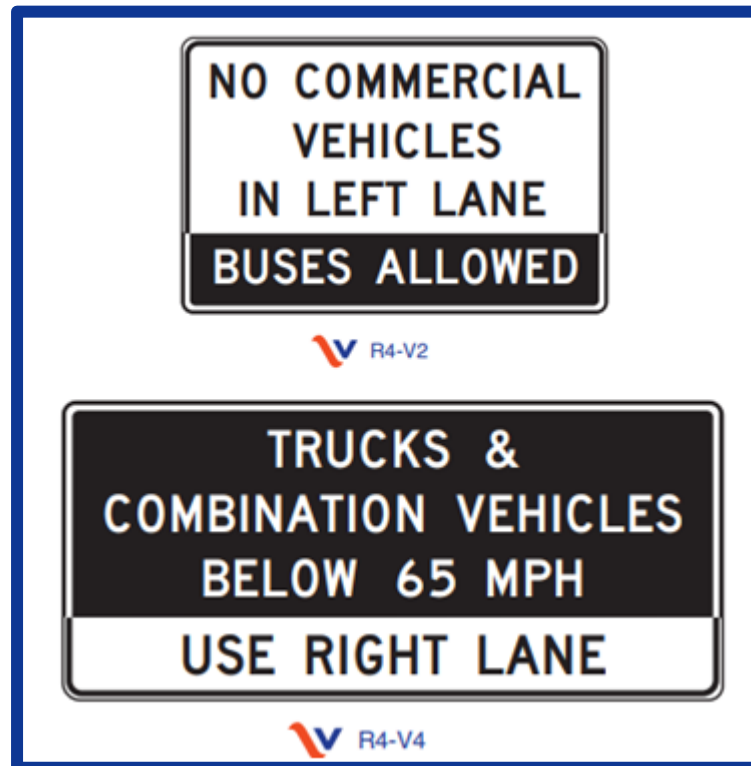 NO COMMERCIAL
VEHICLES
IN LEFT LANE
BUSES ALLOWED
R4-V2
TRUCKS &
COMBINATION VEHICLES
BELOW 65 MPH
USE RIGHT LANE
R4-V4